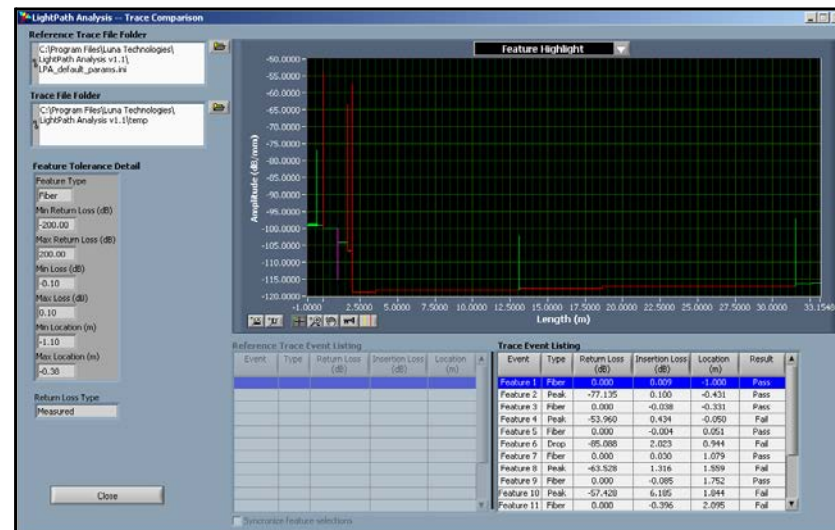 LightPath Analysis -- Trace Comparison
Reference Trace File Folder
C:\Program Files\Luna Technologies\
LightPath Analysis v1.1\
LPA_default_params.ini
Trace File Folder
C:\Program Files\Luna Technologies\
LightPath Analysis v1.1\temp
Feature Tolerance Detail
Feature Type
Fiber
Min Return Loss (dB)
-200.00
Max Return Loss (dB)
200.00
Min Loss (dB)
-0.10
Max Loss (dB)
0.10
Min Location (m)
-1.10
Max Location (m)
-0.30
Return Loss Type
Measured
Close
Feature Highlight
Amplitude (dB/mm)
-50.0000
-55.0000
-60.0000
-65.0000
-70.0000
-75.0000
-80.0000
-85.0000
-90.0000
-95.0000
-100.0000
-105.0000
-110.0000
-115.0000
-120.0000
-1.0000 2.5000 5.0000 7.5000 10.0000 12.5000 15.0000 17.5000 20.0000 22.5000 25.0000 27.5000 30.0000 33.1548
Length (m)
Reference Trace Event Listing
Event Type Return Loss (dB) Insertion Loss (dB) Location (m)
Syncronize feature selections
Trace Event Listing
Event Type Return Loss (dB) Insertion Loss (dB) Location (m) Result
Feature 1 Fiber 0.000 0.009 -1.000 Pass
Feature 2 Peak -77.135 0.100 -0.431 Pass
Feature 3 Fiber 0.000 -0.038 -0.331 Pass
Feature 4 Peak -53.960 0.434 -0.050 Fail
Feature 5 Fiber 0.000 -0.004 0.051 Pass
Feature 6 Drop -85.088 2.023 0.944 Fail
Feature 7 Fiber 0.000 0.030 1.079 Pass
Feature 8 Peak -63.528 1.316 1.559 Fail
Feature 9 Fiber 0.000 -0.085 1.752 Pass
Feature 10 Peak -57.428 6.185 1.844 Fail
Feature 11 Fiber 0.000 -0.396 2.095 Fail